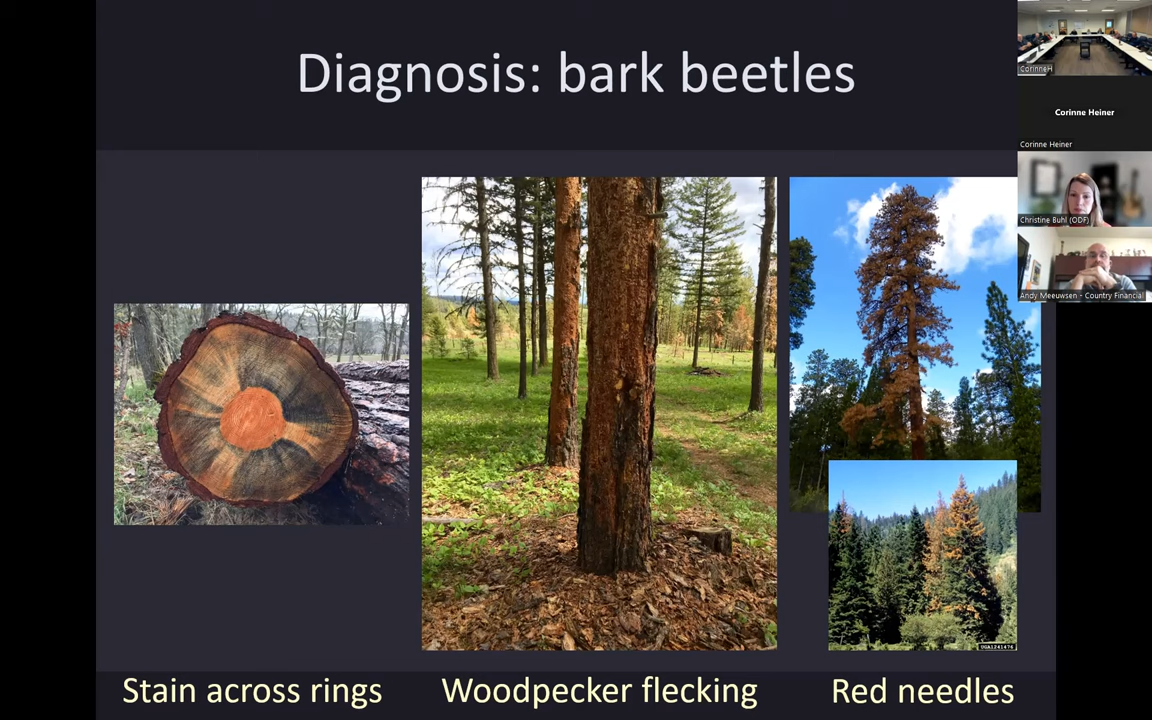 Diagnosis: bark beetles
CorinneH
Corinne Heiner
Corinne Heiner
Christine Buhl (ODF)
Andy Meeuwsen - Country Financial
UGA1241474
Stain across rings
Woodpecker flecking
Red needles